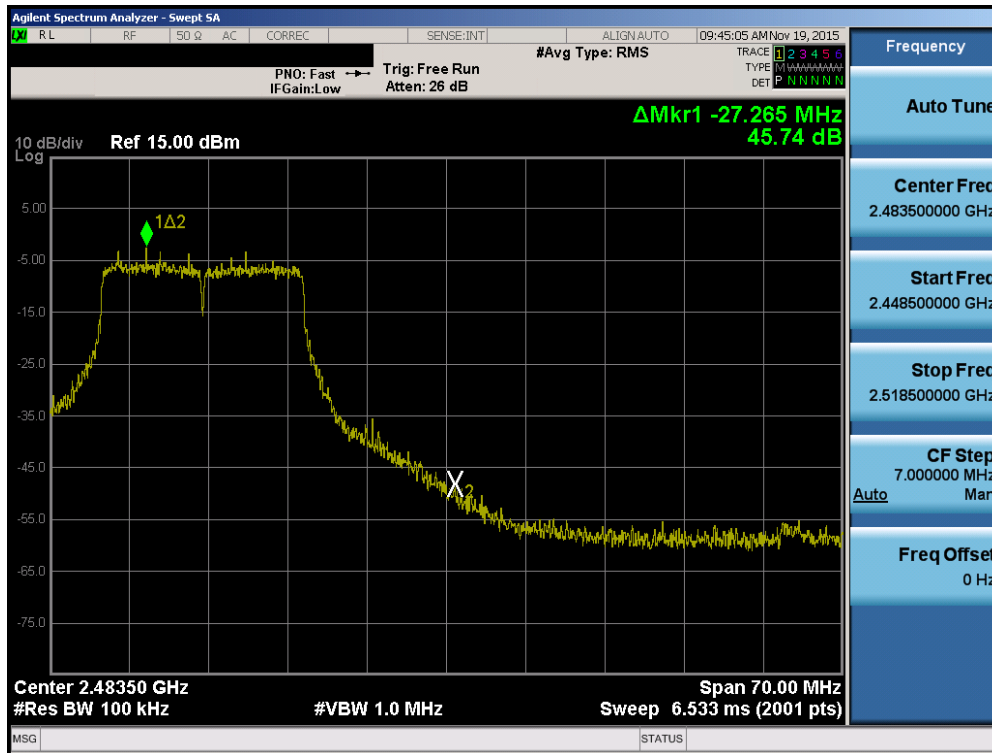 Agilent Spectrum Analyzer - Swept SA
LXI RL RF 50 Ω AC CORREC SENSE:INT ALIGN AUTO 09:45:05 AM Nov 19, 2015
Frequency
#Avg Type: RMS
TRACE 1 2 3 4 5 6
PNO: Fast Trig: Free Run
TYPE M WWWWW
IFGain:Low Atten: 26 dB
DET P N N N N N
Auto Tune
ΔMkr1 -27.265 MHz
45.74 dB
10 dB/div Ref 15.00 dBm
Log
Center Freq
2.483500000 GHz
5.00
1Δ2
-5.00
Start Freq
2.448500000 GHz
-15.0
-25.0
Stop Freq
2.518500000 GHz
-35.0
-45.0
CF Step
7.000000 MHz
Auto Man
X2
-55.0
Freq Offset
0 Hz
-65.0
-75.0
Center 2.48350 GHz Span 70.00 MHz
#Res BW 100 kHz #VBW 1.0 MHz Sweep 6.533 ms (2001 pts)
MSG STATUS